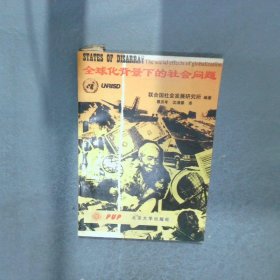 STATES OF DISARRAY
The social effects of globalization
全球化背景下的社会问题
UNRISD
联合国社会发展研究所 编著
译
PUP
北京大学出版社